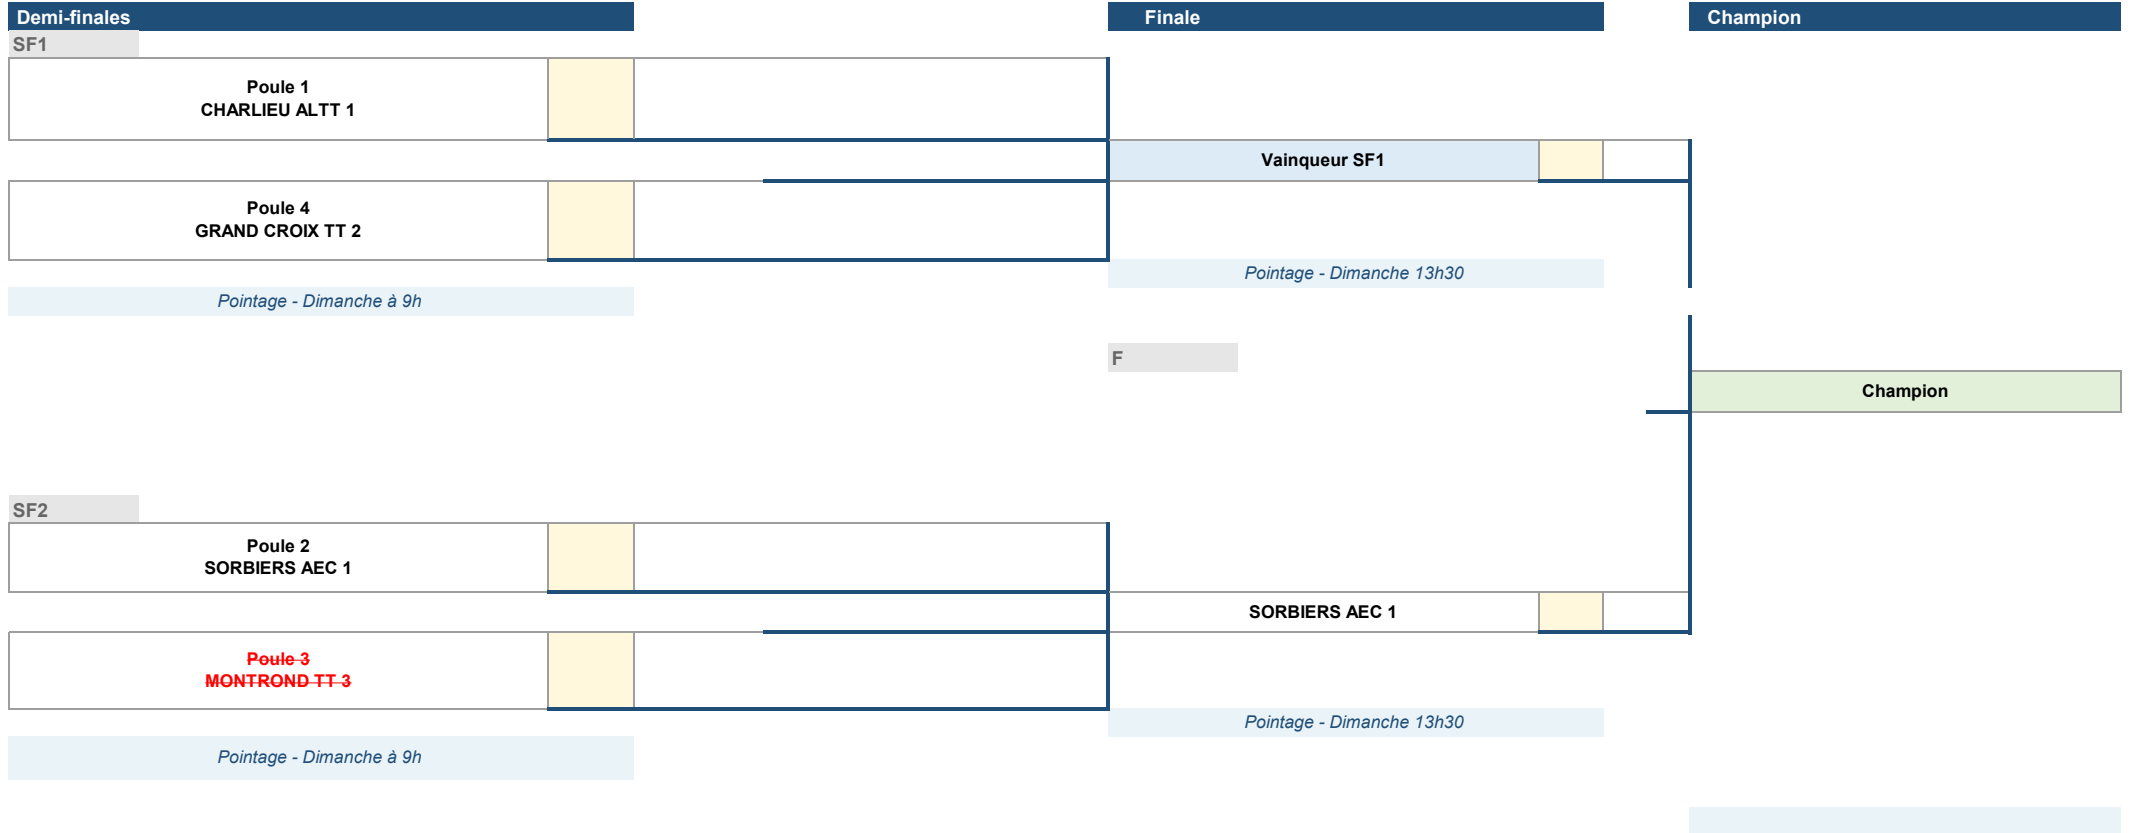 Demi-finales
Finale
Champion
SF1
Poule 1
CHARLIEU ALTT 1
Vainqueur SF1
Poule 4
GRAND CROIX TT 2
Pointage - Dimanche 13h30
Pointage - Dimanche à 9h
F
Champion
SF2
Poule 2
SORBIERS AEC 1
SORBIERS AEC 1
Poule 3
MONTROND TT 3
Pointage - Dimanche 13h30
Pointage - Dimanche à 9h